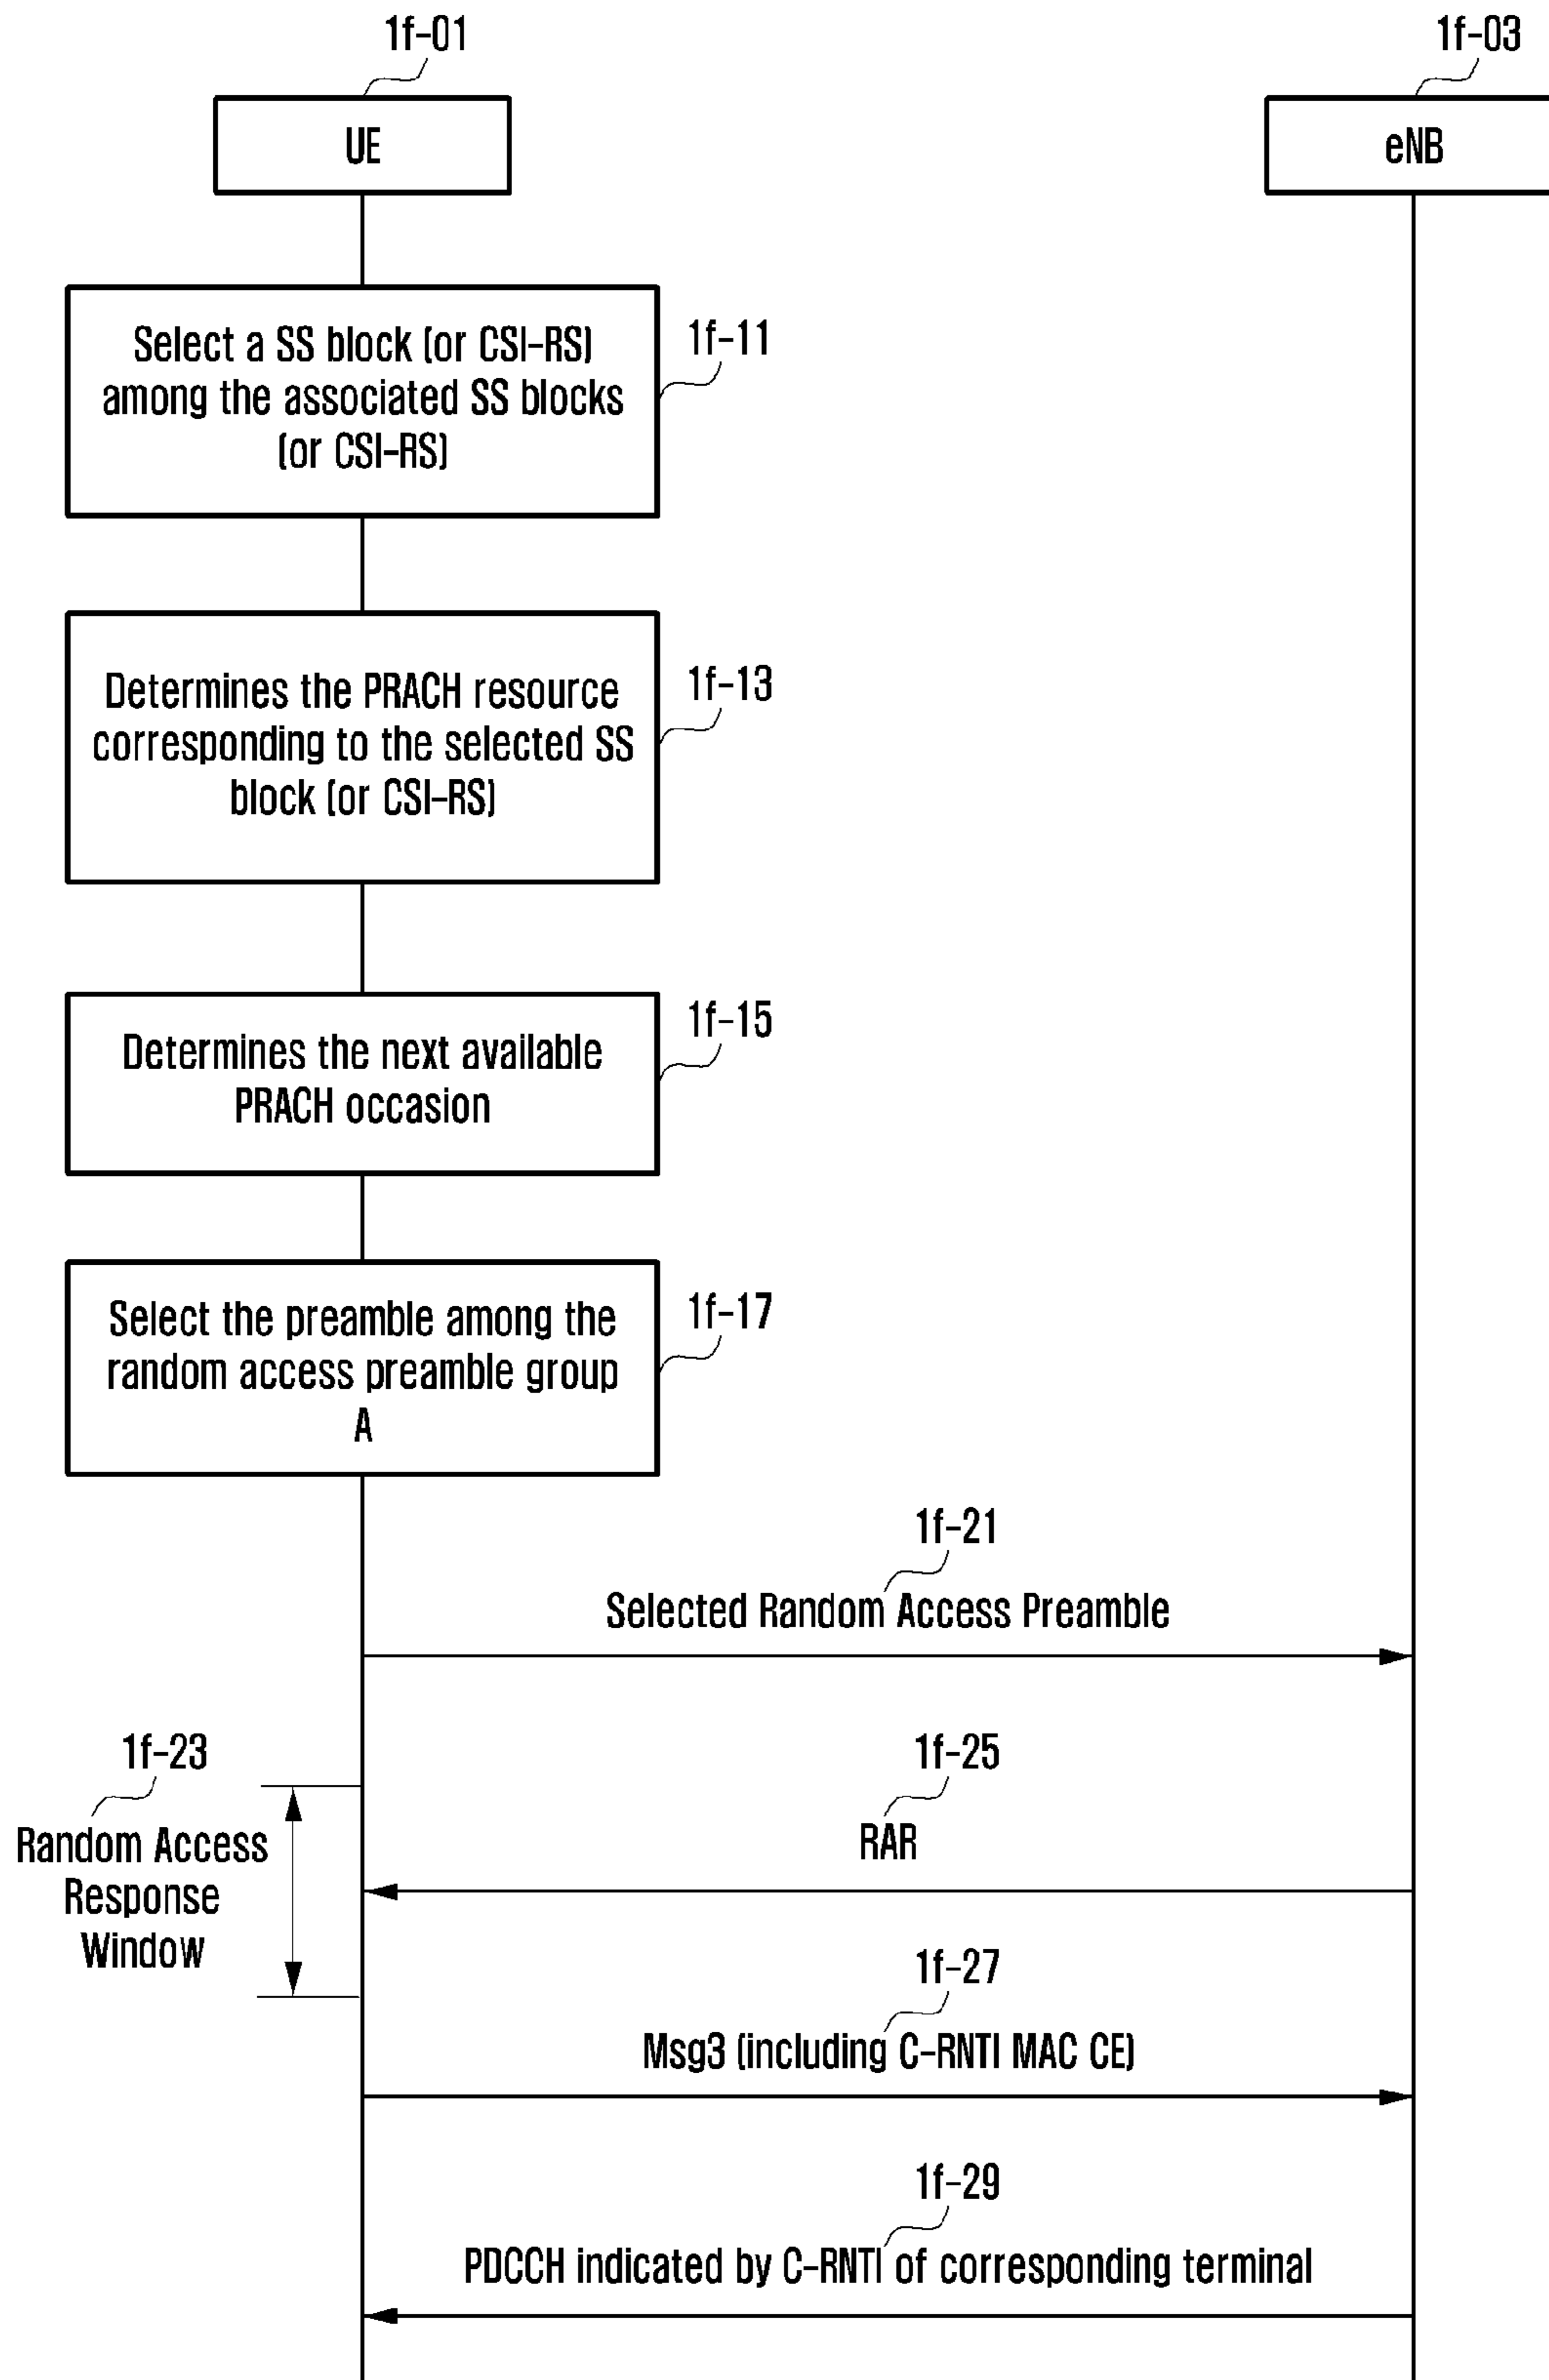 1f-01
1f-03
UE
eNB
Select a SS block (or CSI-RS)
among the associated SS blocks
(or CSI-RS)
1f-11
Determines the PRACH resource
corresponding to the selected SS
block (or CSI-RS)
1f-13
Determines the next available
PRACH occasion
1f-15
Select the preamble among the
random access preamble group
A
1f-17
1f-21
Selected Random Access Preamble
1f-23
Random Access
Response
Window
1f-25
RAR
1f-27
Msg3 (including C-RNTI MAC CE)
1f-29
PDCCH indicated by C-RNTI of corresponding terminal